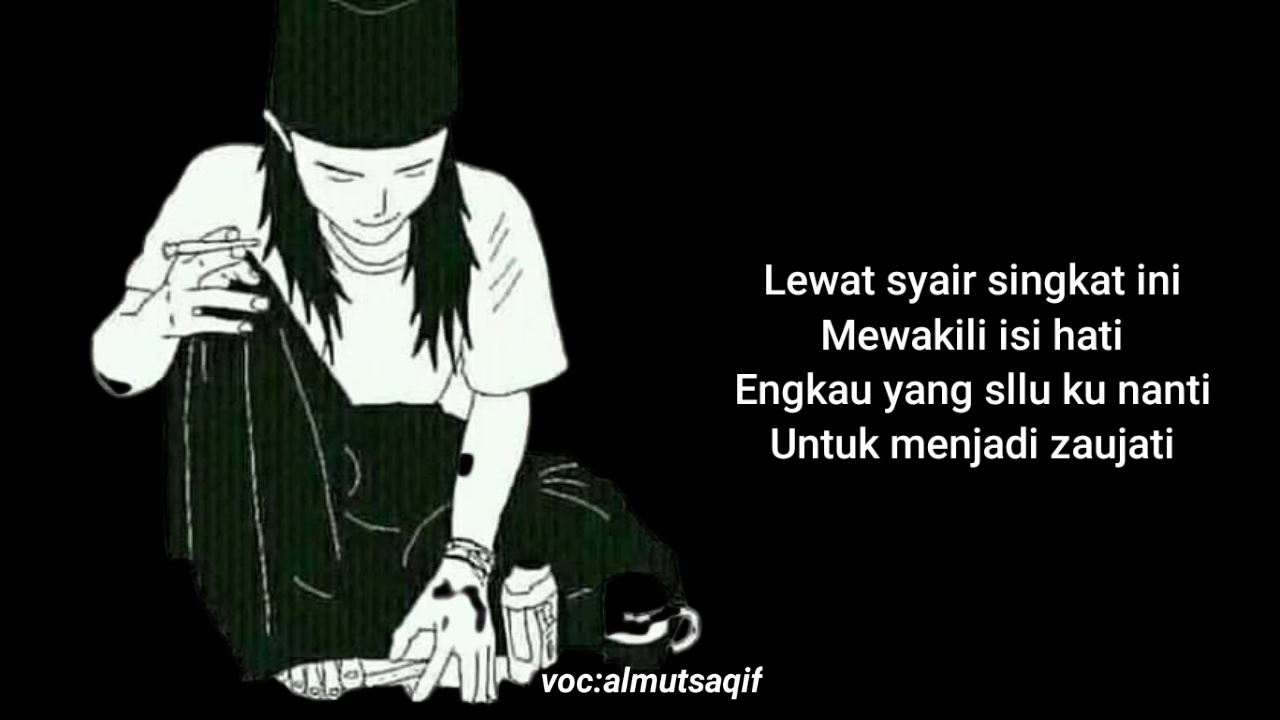 Lewat syair singkat ini
Mewakili isi hati
Engkau yang sllu ku nanti
Untuk menjadi zaujati
voc:almutsaqif